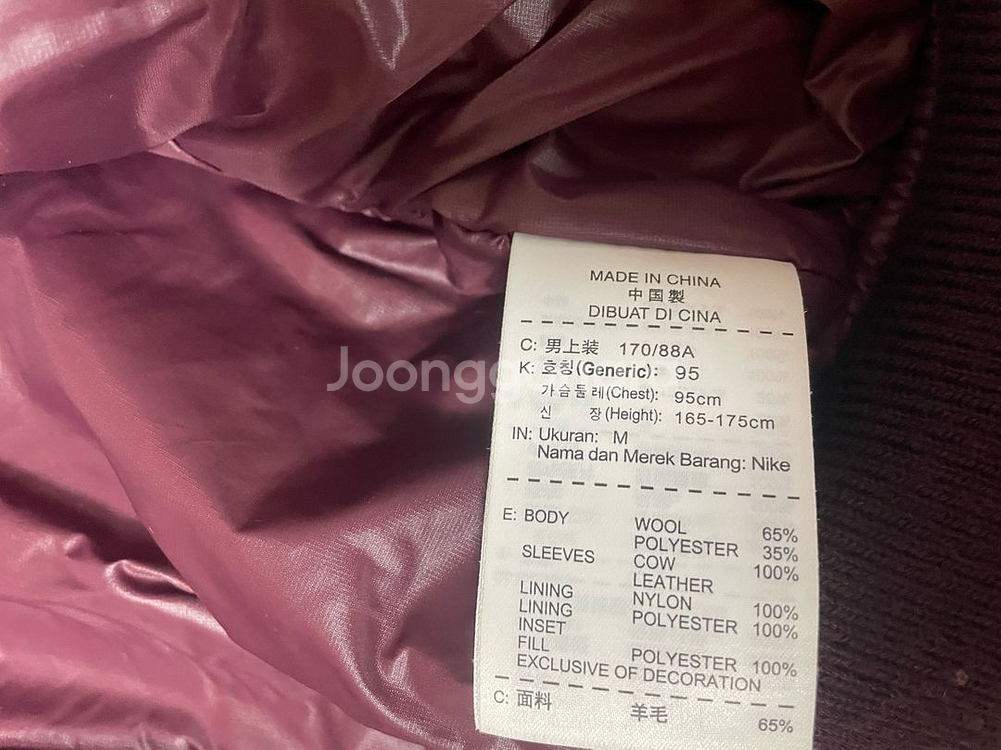 MADE IN CHINA
中国製
DIBUAT DI CINA
C: 男上装 170/88A
K: 호칭(Generic): 95
가슴둘레(Chest): 95cm
신 장(Height): 165-175cm
IN: Ukuran: M
Nama dan Merek Barang: Nike
E: BODY WOOL 65%
POLYESTER 35%
SLEEVES COW 100%
LEATHER
LINING NYLON 100%
LINING POLYESTER 100%
INSET
FILL POLYESTER 100%
EXCLUSIVE OF DECORATION
C: 面料 羊毛 65%